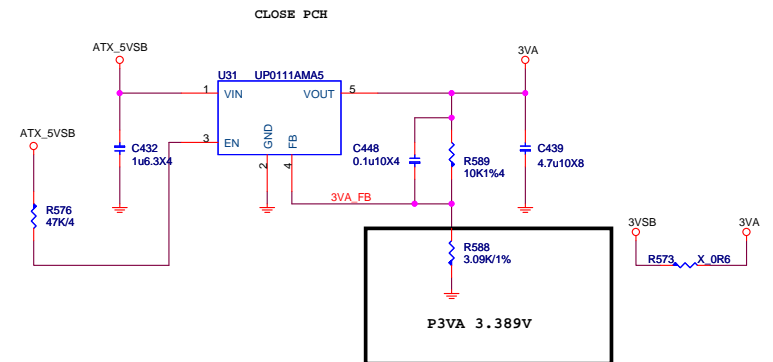 CLOSE PCH
ATX_5VSB
3VA
U31 UP0111AMA5
1 VIN VOUT 5
ATX_5VSB
3 EN GND FB
2 4
C432
1u6.3X4
C448
0.1u10X4
R589
10K1%4
C439
4.7u10X8
R576
47K/4
3VA_FB
R588
3.09K/1%
3VSB 3VA
R573 X_0R6
P3VA 3.389V